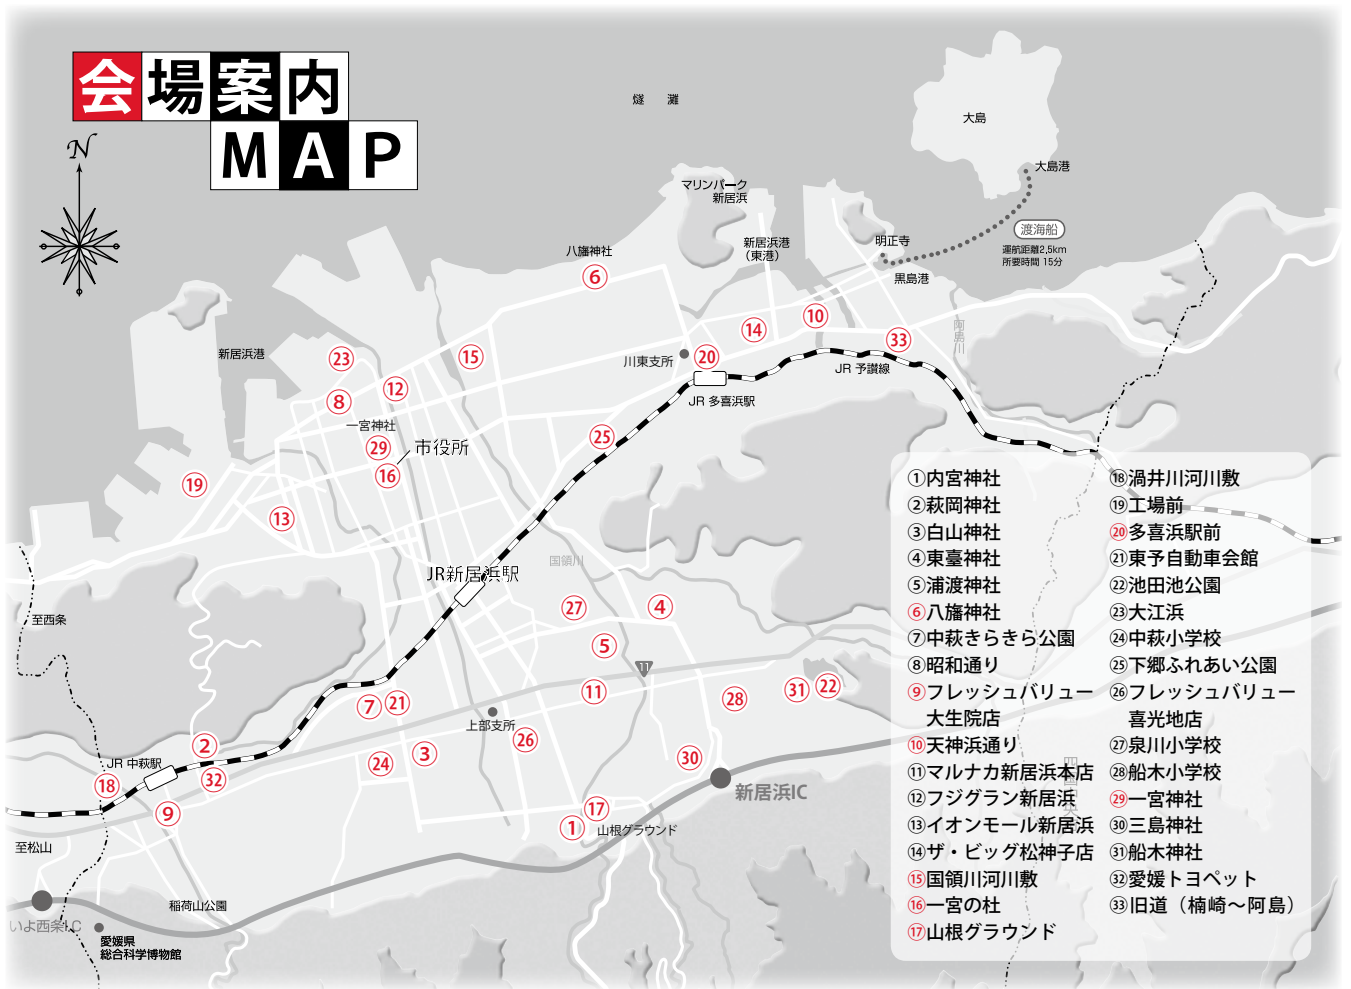 会場案内
MAP
N
燧 灘
大島
大島港
渡海船
運航距離2,5km
所要時間 15分
マリンパーク
新居浜
新居浜港
（東港）
明正寺
黒島港
八旛神社
⑥
⑩
⑭
㉝
阿島川
新居浜港
㉓
⑮
川東支所
⑳
JR 予讃線
⑫
⑧
JR 多喜浜駅
一宮神社
㉙
市役所
㉕
⑯
⑲
⑬
国領川
JR新居浜駅
㉗
④
至西条
⑤
11
⑪
㉛
㉒
㉘
⑦
㉑
上部支所
㉖
②
③
㉔
㉚
JR 中萩駅
㉜
⑱
新居浜IC
⑨
⑰
①
山根グラウンド
至松山
稲荷山公園
いよ西条I.C
愛媛県
総合科学博物館
①内宮神社
②萩岡神社
③白山神社
④東臺神社
⑤浦渡神社
⑥八旛神社
⑦中萩きらきら公園
⑧昭和通り
⑨フレッシュバリュー
大生院店
⑩天神浜通り
⑪マルナカ新居浜本店
⑫フジグラン新居浜
⑬イオンモール新居浜
⑭ザ・ビッグ松神子店
⑮国領川河川敷
⑯一宮の杜
⑰山根グラウンド
⑱渦井川河川敷
⑲工場前
⑳多喜浜駅前
㉑東予自動車会館
㉒池田池公園
㉓大江浜
㉔中萩小学校
㉕下郷ふれあい公園
㉖フレッシュバリュー
喜光地店
㉗泉川小学校
㉘船木小学校
㉙一宮神社
㉚三島神社
㉛船木神社
㉜愛媛トヨペット
㉝旧道（楠崎〜阿島）